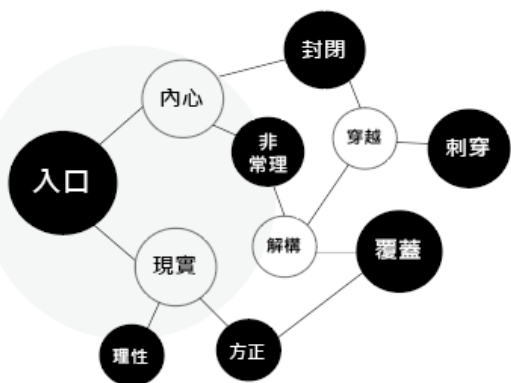 封閉
內心
穿越
非
常理
刺穿
入口
解構
覆蓋
現實
理性
方正